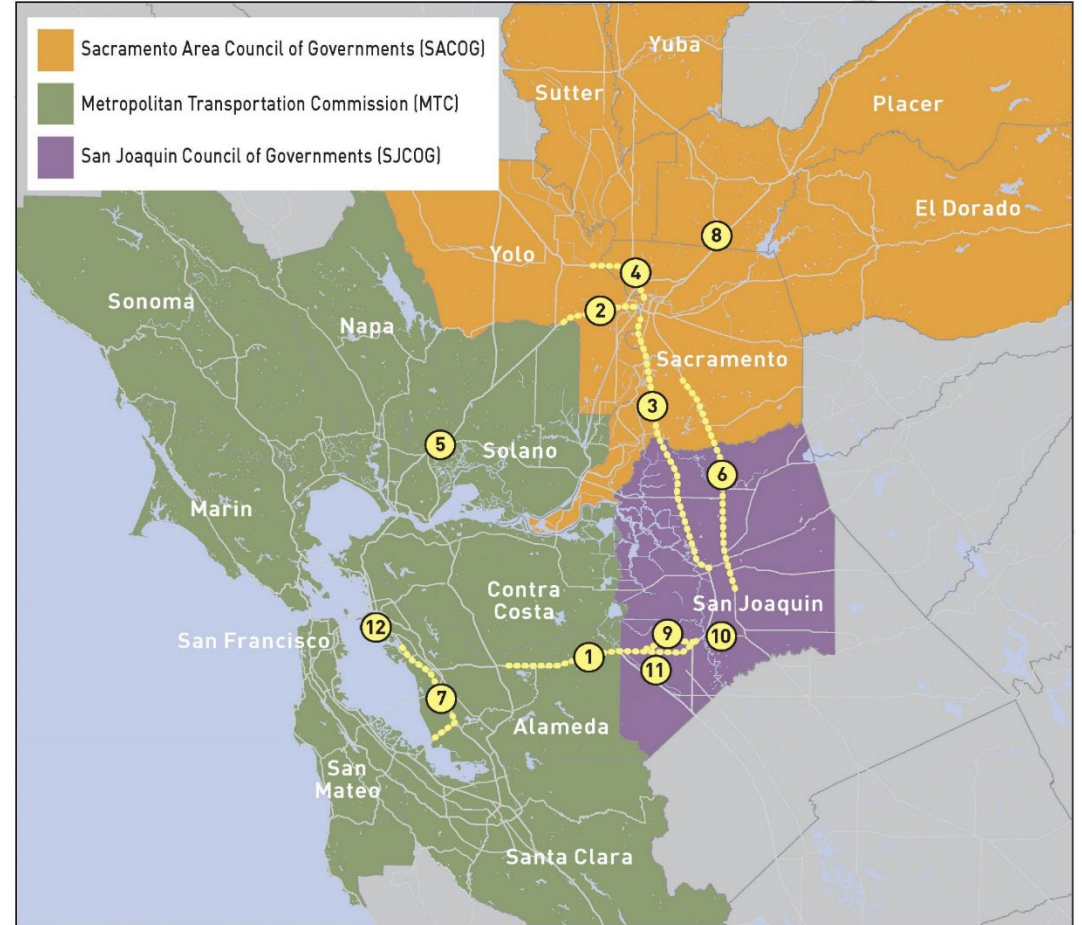 Sacramento Area Council of Governments (SACOG)
Metropolitan Transportation Commission (MTC)
San Joaquin Council of Governments (SJCOG)
Yuba
Sutter
Placer
El Dorado
8
Yolo
4
Sonoma
2
Napa
Sacramento
3
5
Solano
6
Marin
Contra
Costa
San Joaquin
12
San Francisco
9
10
1
11
7
Alameda
San
Mateo
Santa Clara